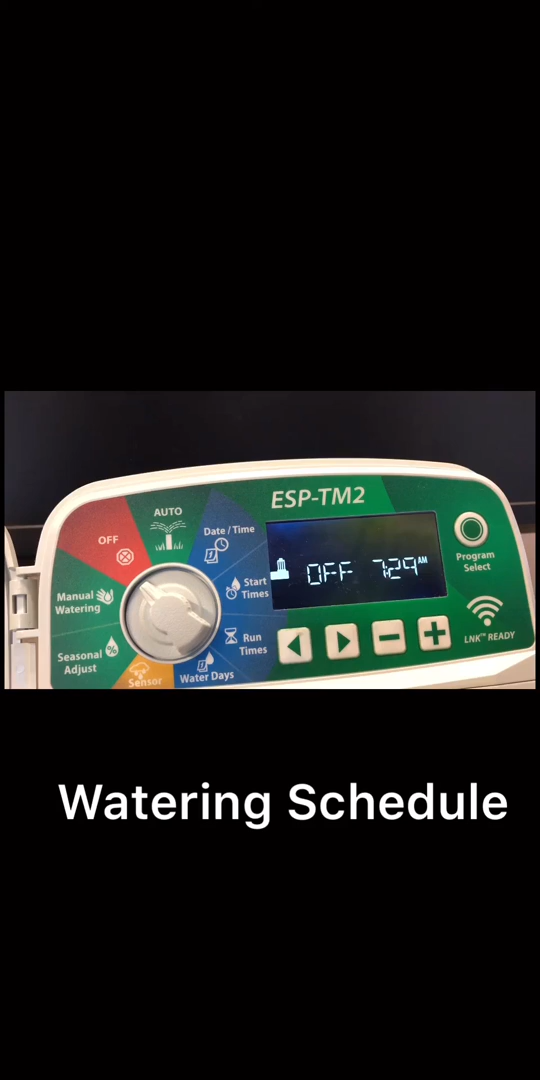 ESP-TM2
AUTO
OFF
Date / Time
Manual
Watering
Start
Times
OFF 7:29 AM
Program
Select
Seasonal
Adjust
Run
Times
LNK™ READY
Sensor
Water Days
Watering Schedule